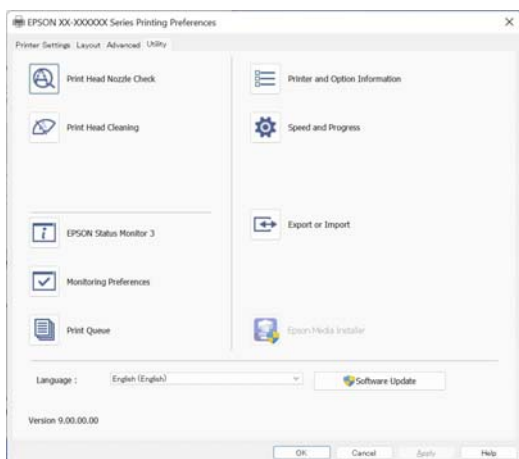 EPSON XX-XXXXXX Series Printing Preferences
Printer Settings Layout Advanced Utility
Print Head Nozzle Check
Printer and Option Information
Print Head Cleaning
Speed and Progress
EPSON Status Monitor 3
Export or Import
Monitoring Preferences
Print Queue
Epson Media Installer
Language :
English (English)
Software Update
Version 9.00.00.00
OK Cancel Apply Help